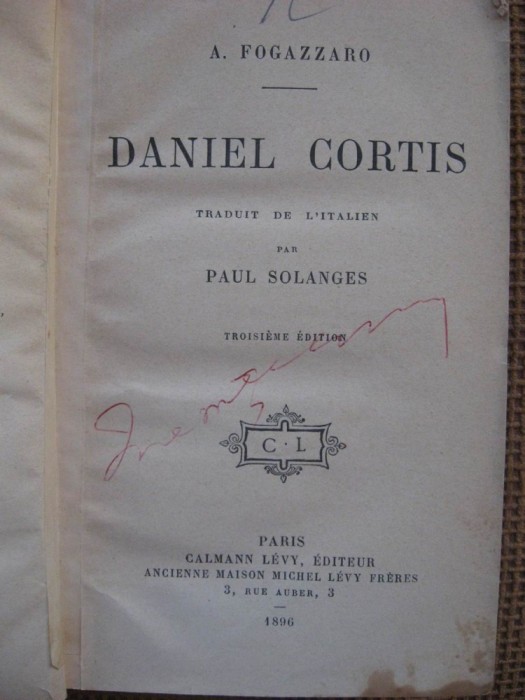 A. FOGAZZARO
DANIEL CORTIS
TRADUIT DE L'ITALIEN
PAR
PAUL SOLANGES
TROISIÈME ÉDITION
C·L
PARIS
CALMANN LÉVY, ÉDITEUR
ANCIENNE MAISON MICHEL LÉVY FRÈRES
3, RUE AUBER, 3
1896